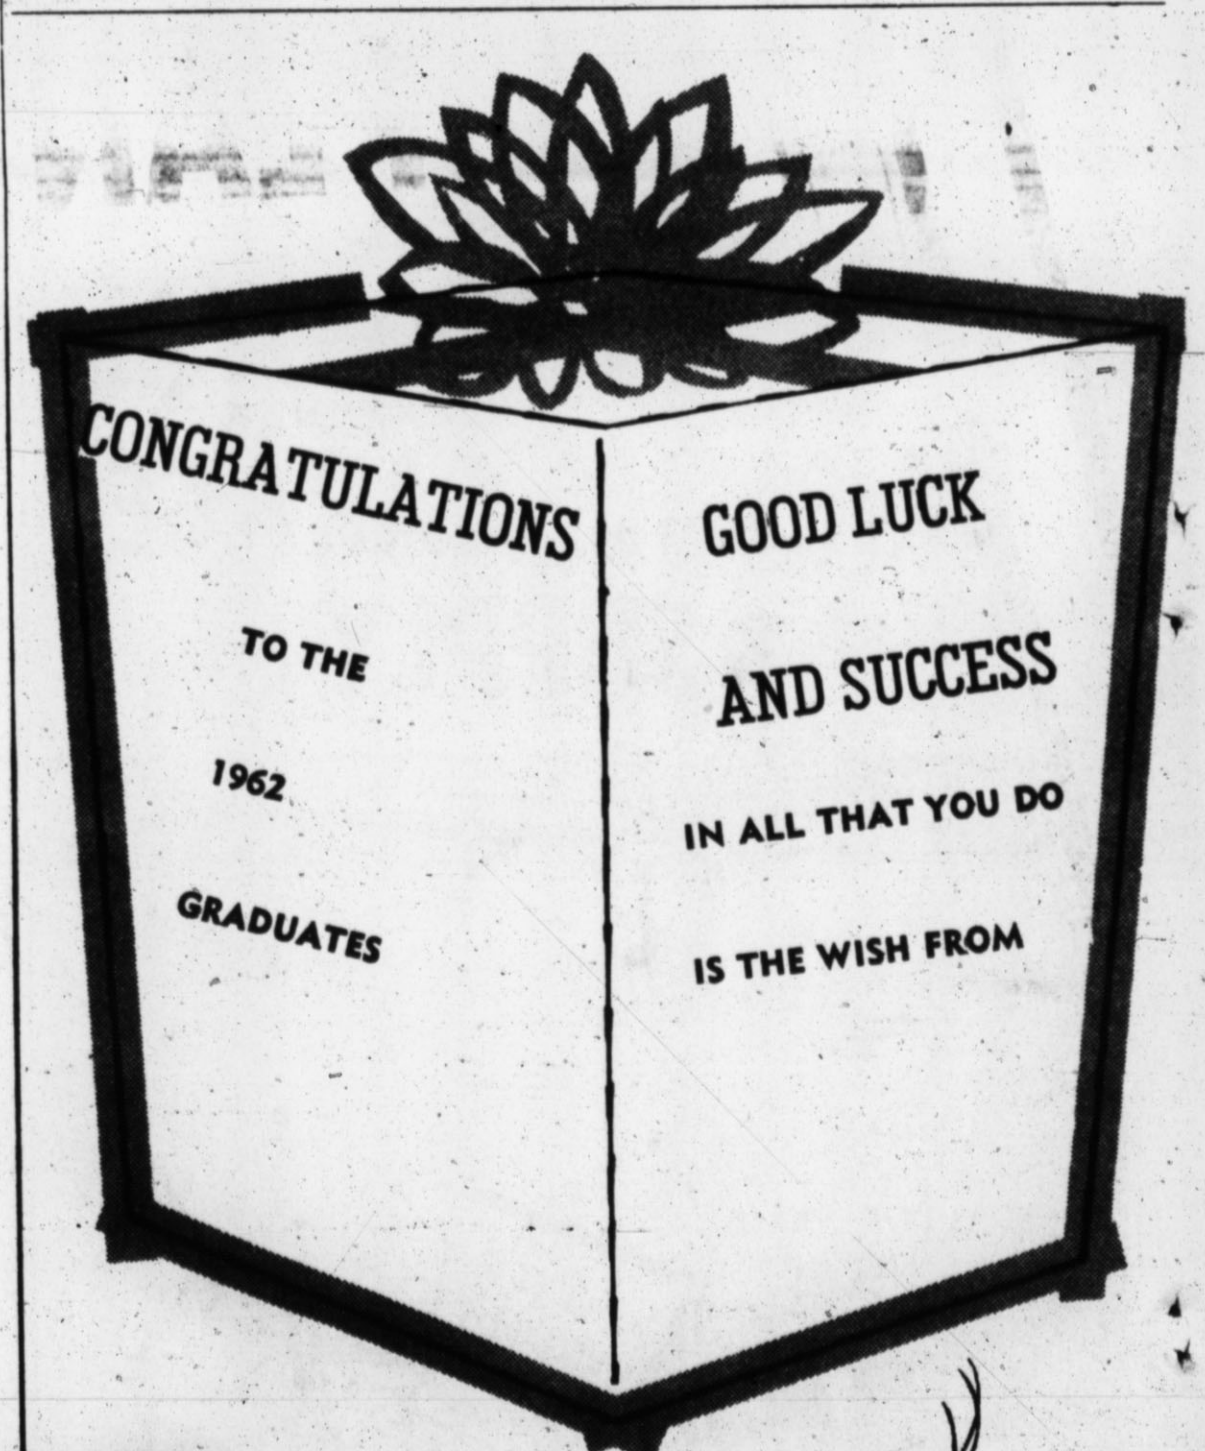 CONGRATULATIONS
TO THE
1962
GRADUATES
GOOD LUCK
AND SUCCESS
IN ALL THAT YOU DO
IS THE WISH FROM